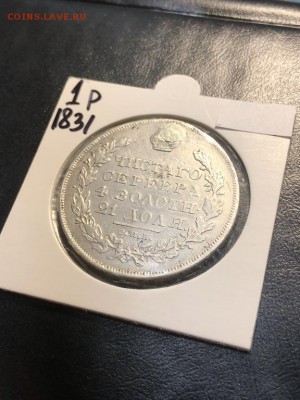 COINS.LAVE.RU
1 Р
1831
ЧИСТАГО
СЕРЕБРА
4 ЗОЛОТН.
21 ДОЛЯ.